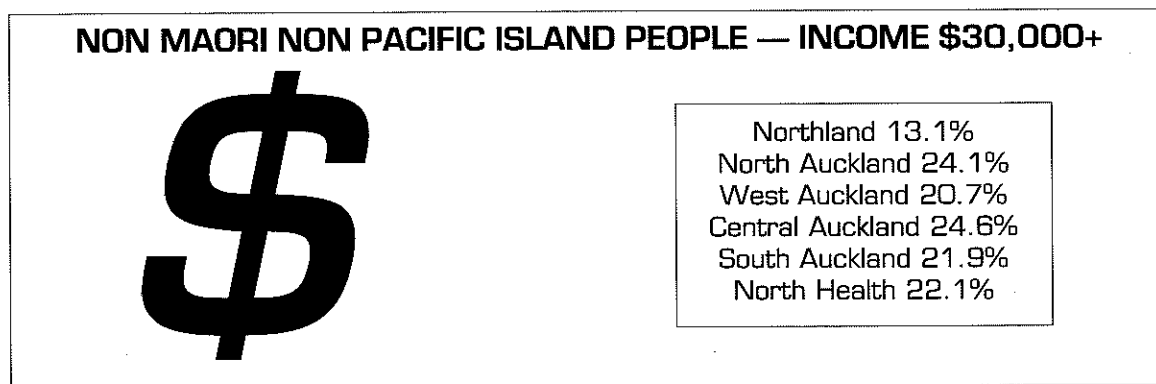 NON MAORI NON PACIFIC ISLAND PEOPLE — INCOME $30,000+
$
Northland 13.1%
North Auckland 24.1%
West Auckland 20.7%
Central Auckland 24.6%
South Auckland 21.9%
North Health 22.1%